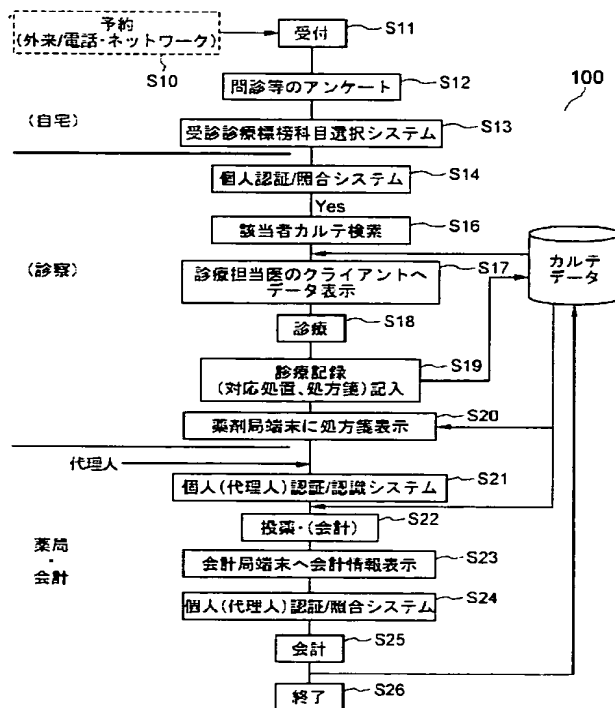 予約
(外来/電話・ネットワーク)
S10
受付
S11
100
問診等のアンケート
S12
(自宅)
受診診療標榜科目選択システム
S13
個人認証/照合システム
S14
Yes
該当者カルテ検索
S16
カルテ
データ
(診察)
診療担当医のクライアントへ
データ表示
S17
診療
S18
診療記録
(対応処置、処方箋)記入
S19
薬剤局端末に処方箋表示
S20
代理人
個人(代理人)認証/認識システム
S21
投薬・(会計)
S22
薬局
・
会計
会計局端末へ会計情報表示
S23
個人(代理人)認証/照合システム
S24
会計
S25
終了
S26